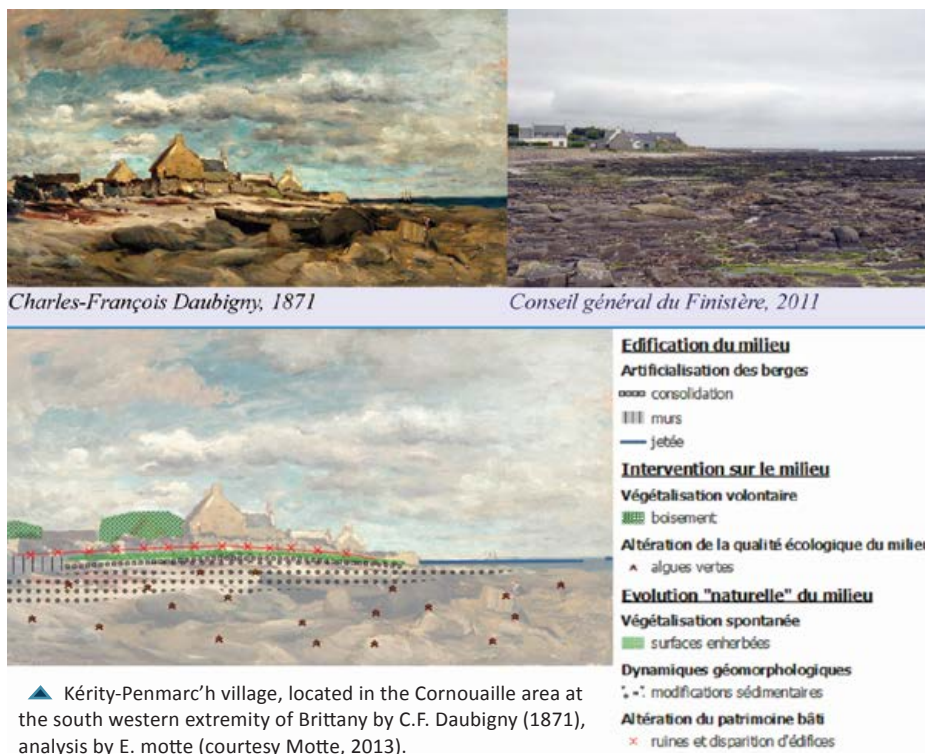 Charles-François Daubigny, 1871
Conseil général du Finistère, 2011
Edification du milieu
Artificialisation des berges
consolidation
murs
jetée
Intervention sur le milieu
Végétalisation volontaire
boisement
Altération de la qualité écologique du milieu
algues vertes
Evolution "naturelle" du milieu
Végétalisation spontanée
surfaces enherbées
Dynamiques géomorphologiques
modifications sédimentaires
Altération du patrimoine bâti
ruines et disparition d'édifices
Kérity-Penmarc'h village, located in the Cornouaille area at
the south western extremity of Brittany by C.F. Daubigny (1871),
analysis by E. motte (courtesy Motte, 2013).